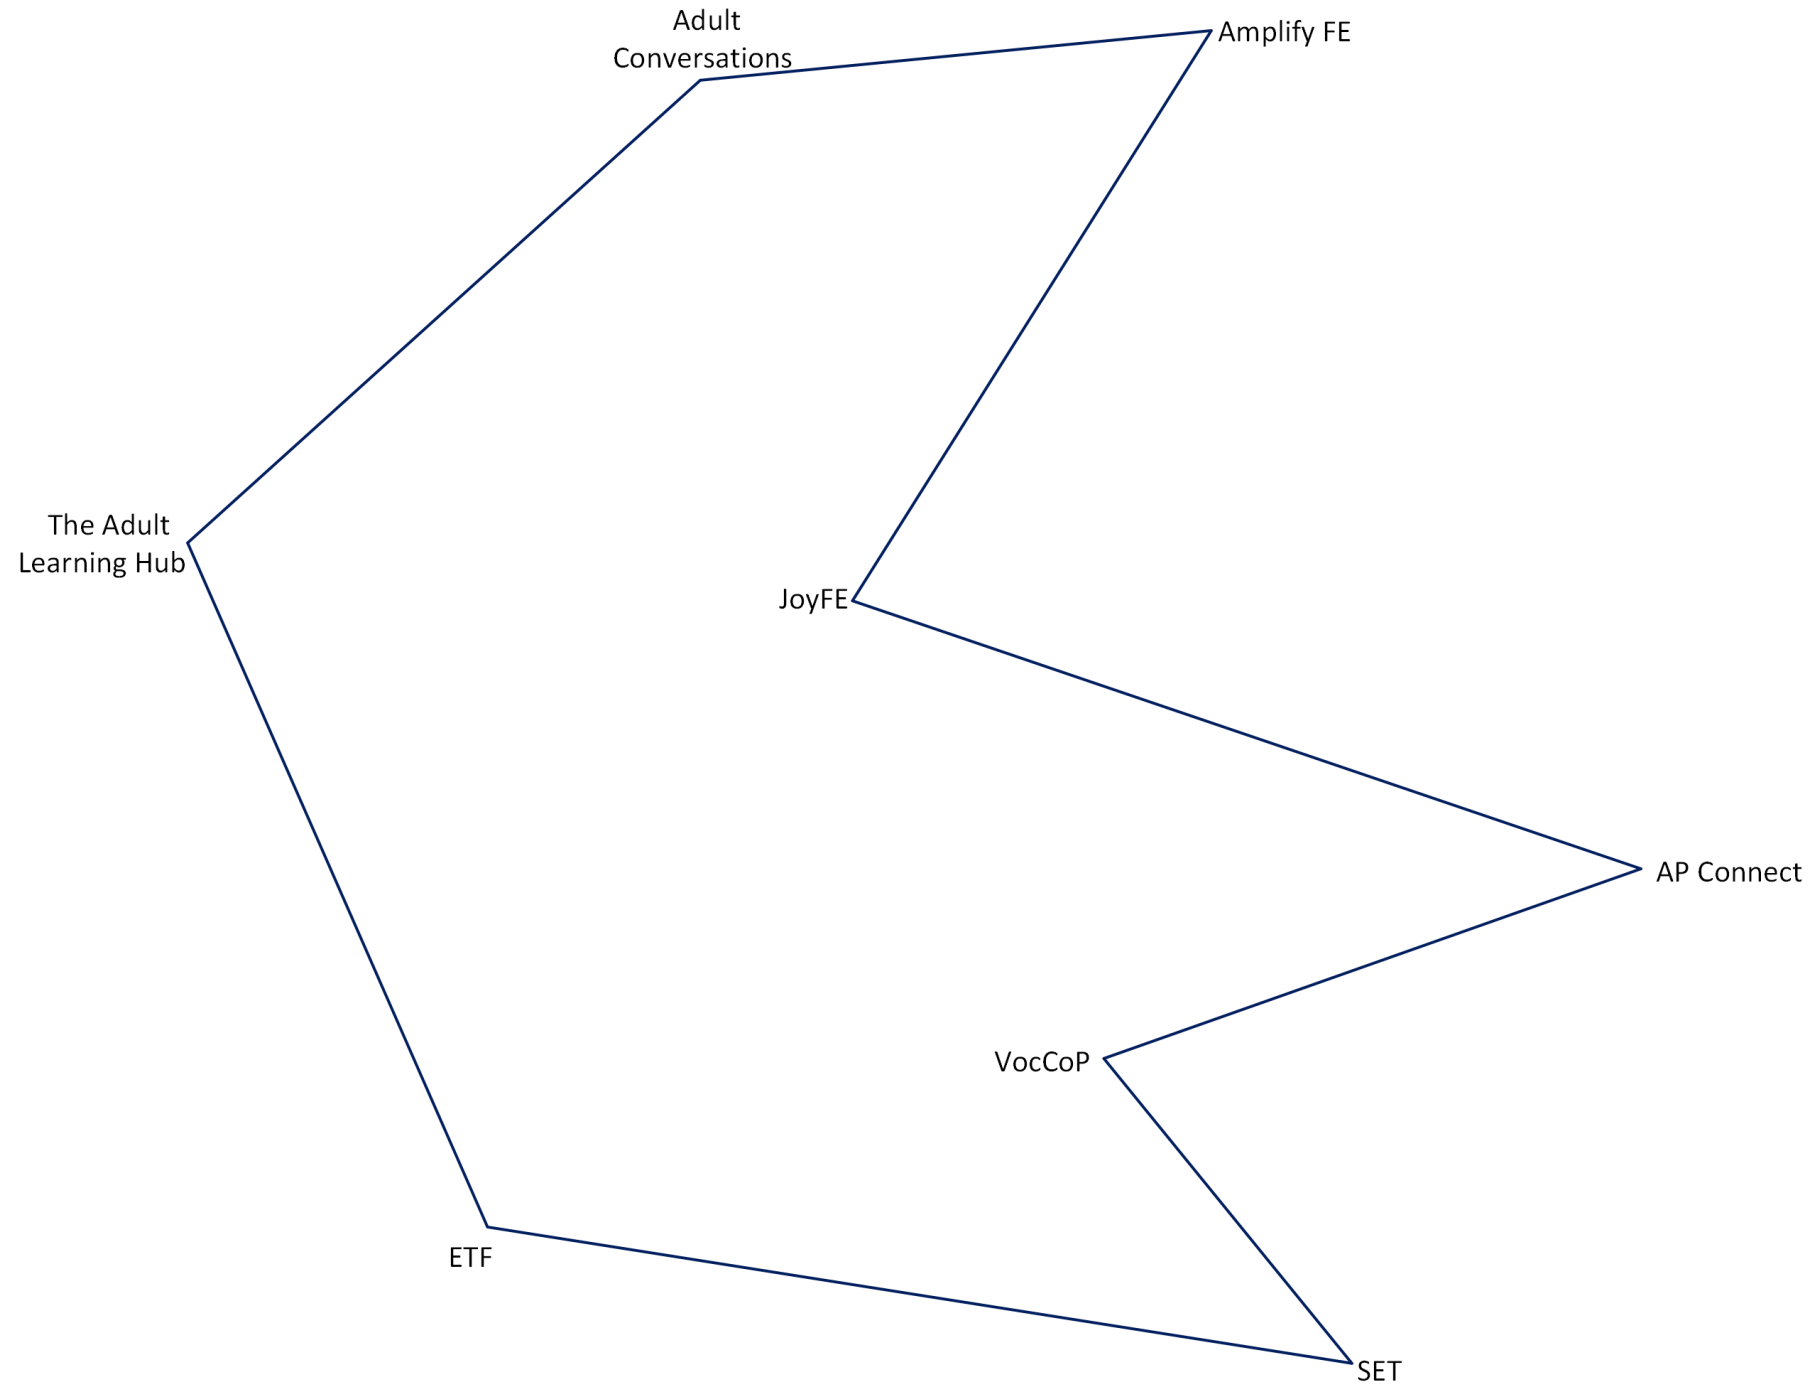 Adult
Conversations
Amplify FE
The Adult
Learning Hub
JoyFE
AP Connect
VocCoP
ETF
SET